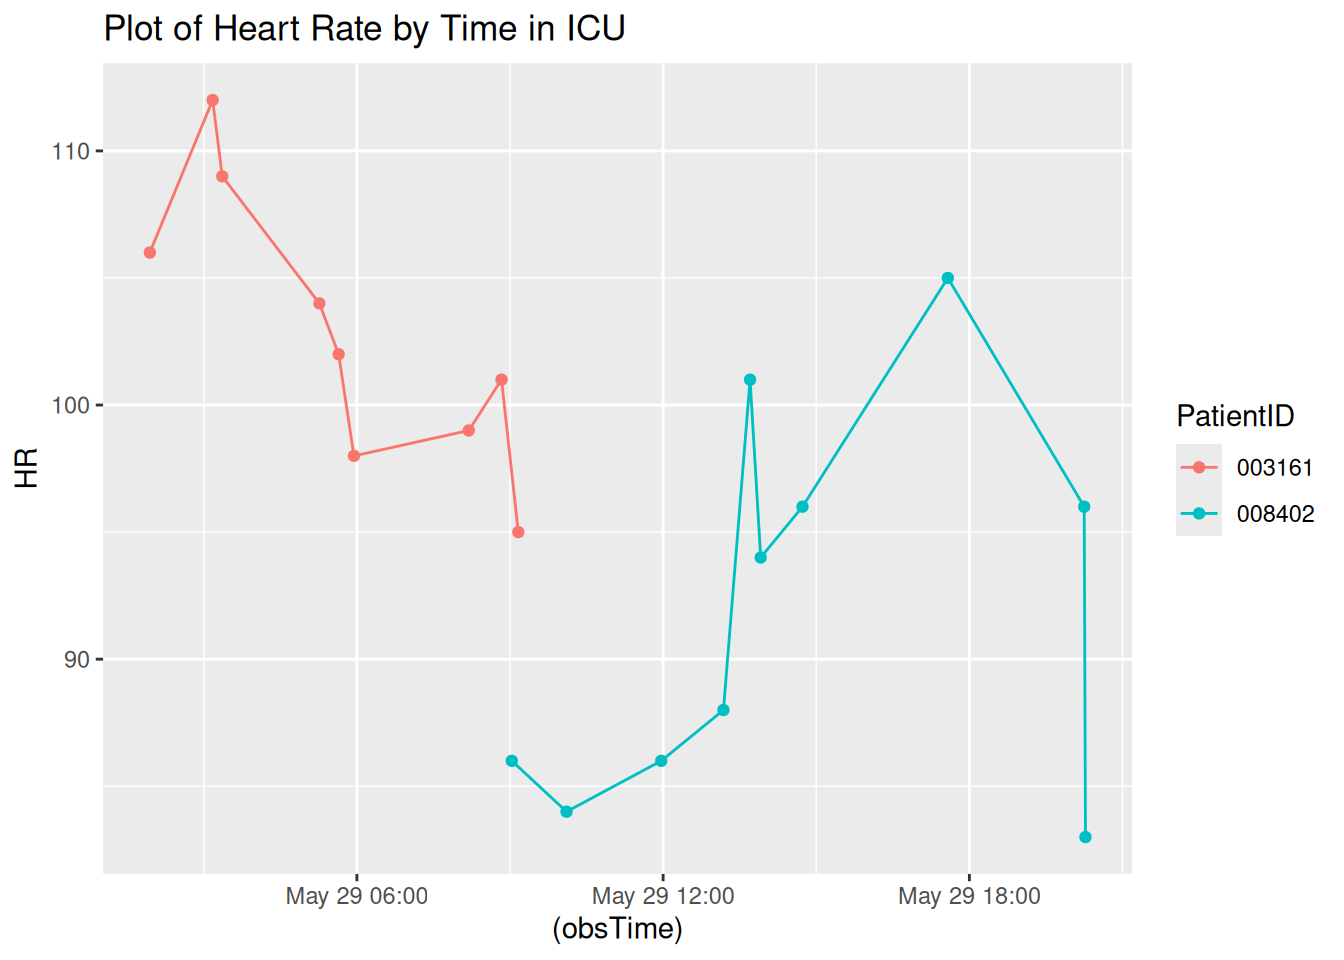 Plot of Heart Rate by Time in ICU
110
100
90
HR
May 29 06:00
May 29 12:00
May 29 18:00
(obsTime)
PatientID
003161
008402